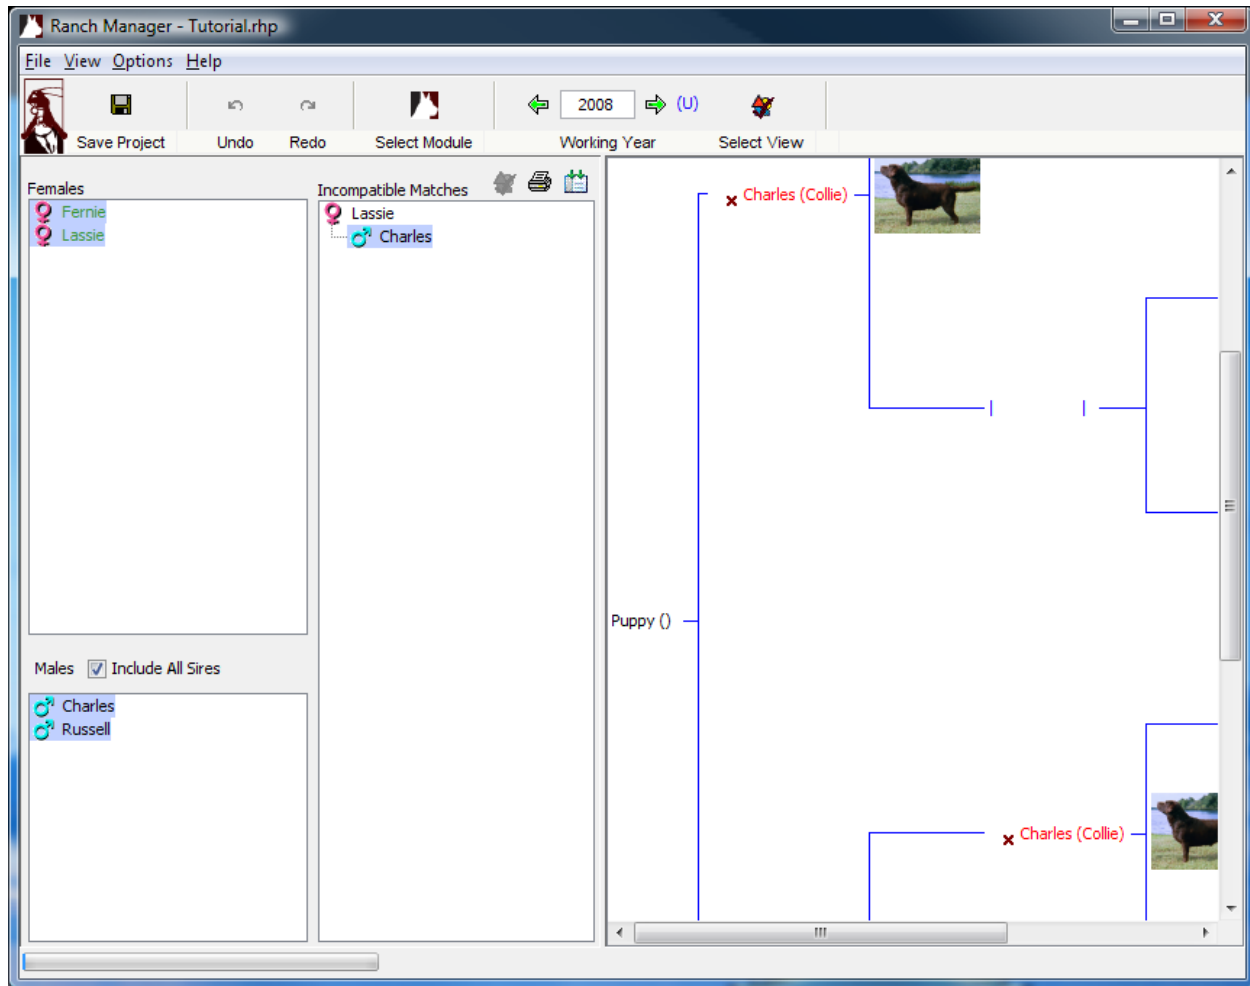 Ranch Manager - Tutorial.rhp
File View Options Help
2008 (U)
Save Project Undo Redo Select Module Working Year Select View
Females
Fernie
Lassie
Incompatible Matches
Lassie
Charles
Males Include All Sires
Charles
Russell
Charles (Collie)
Puppy ()
Charles (Collie)